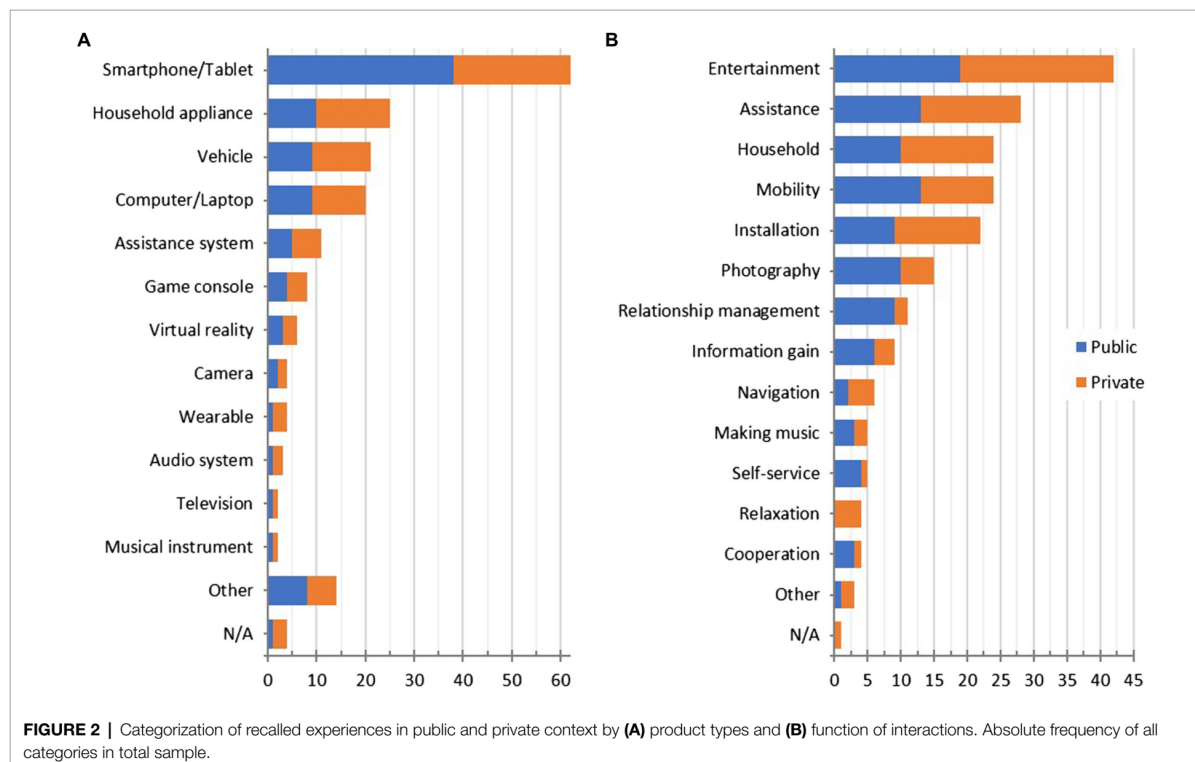 A
Smartphone/Tablet
Household appliance
Vehicle
Computer/Laptop
Assistance system
Game console
Virtual reality
Camera
Wearable
Audio system
Television
Musical instrument
Other
N/A
0 10 20 30 40 50 60
B
Entertainment
Assistance
Household
Mobility
Installation
Photography
Relationship management
Information gain
Navigation
Making music
Self-service
Relaxation
Cooperation
Other
N/A
0 5 10 15 20 25 30 35 40 45
Public
Private
FIGURE 2 | Categorization of recalled experiences in public and private context by (A) product types and (B) function of interactions. Absolute frequency of all
categories in total sample.